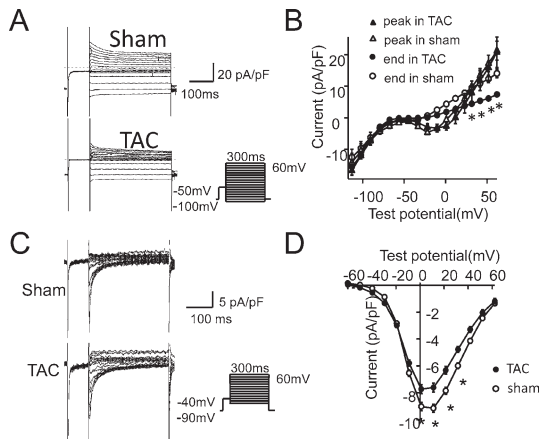 A
Sham
20 pA/pF
100ms
TAC
300ms
60mV
-50mV
-100mV
B
peak in TAC
peak in sham
end in TAC
end in sham
Current (pA/pF)
20
10
0
-10
-100 -50 0 50
Test potential(mV)
* * * *
C
Sham
5 pA/pF
100 ms
TAC
300ms
60mV
-40mV
-90mV
D
Test potential(mV)
-60 -40 -20 0 20 40 60
Current (pA/pF)
-2
-4
-6
-8
-10
TAC
sham
* * * *